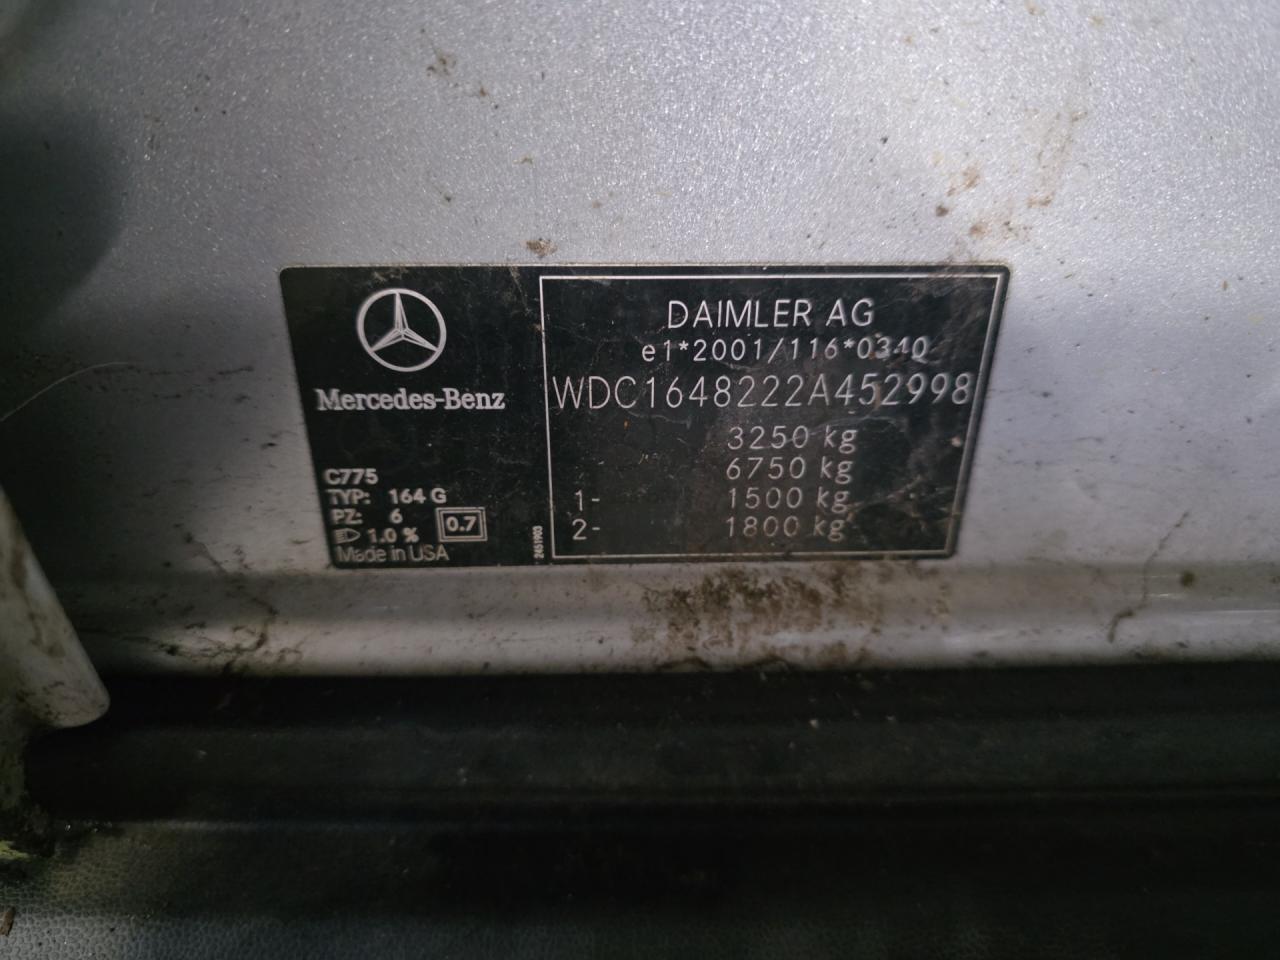 Mercedes-Benz
C775
TYP: 164 G
PZ: 6
1.0 %
0.7
Made in USA
2451903
DAIMLER AG
e1*2001/116*0340
WDC1648222A452998
3250 kg
6750 kg
1- 1500 kg
2- 1800 kg